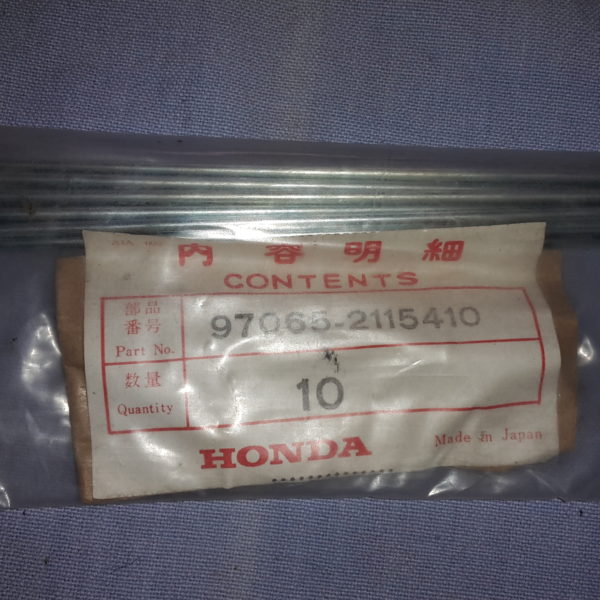 内容明細
CONTENTS
部品
番号
Part No.
97065-2115410
数量
Quantity
10
HONDA
Made in Japan